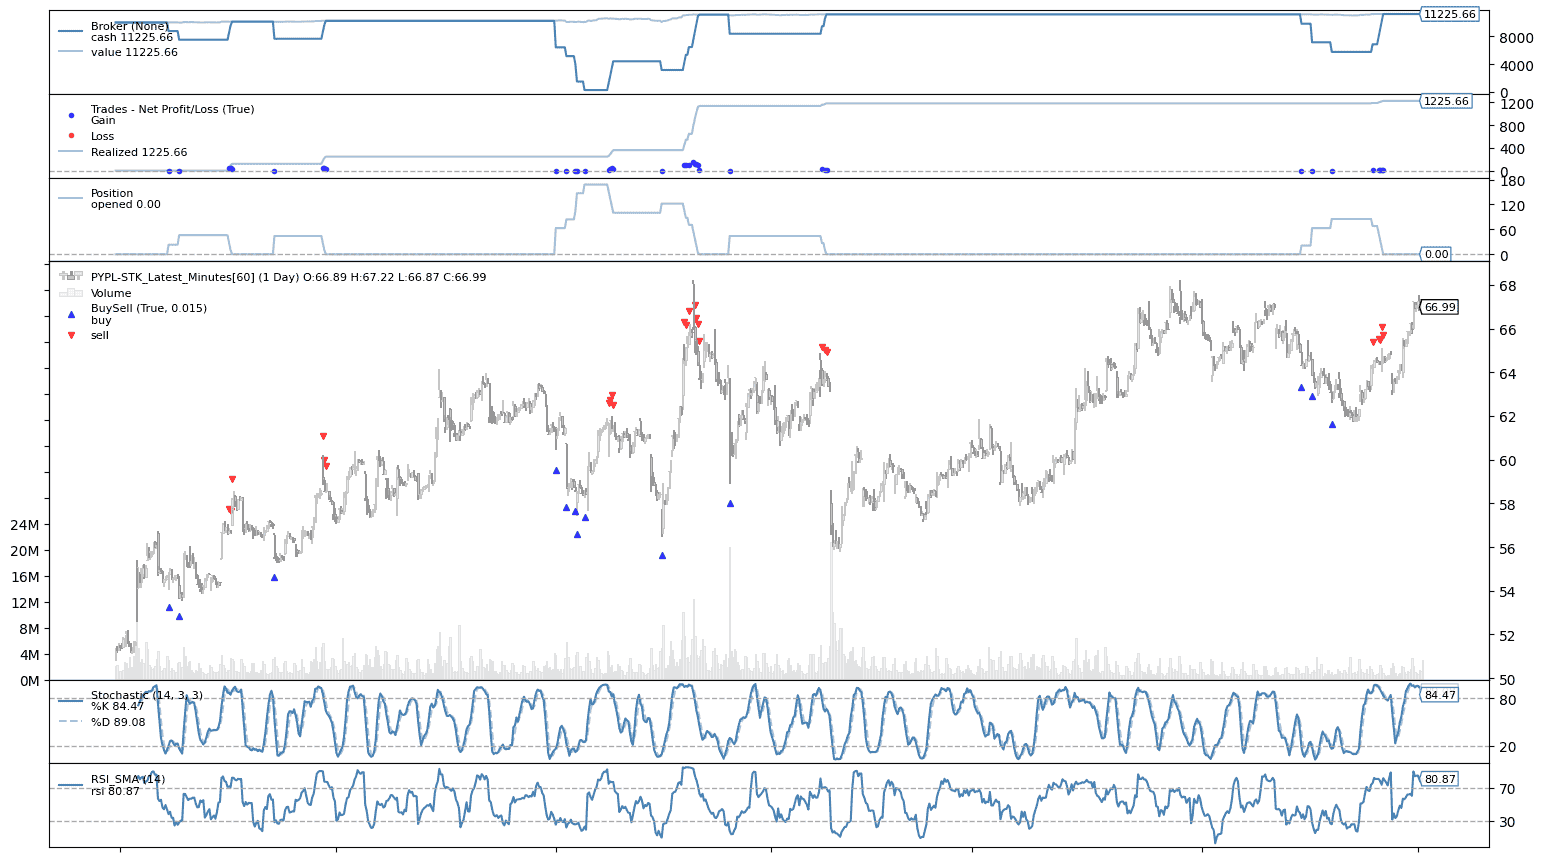 Broker (None)
cash 11225.66
value 11225.66
11225.66
8000
4000
0
Trades - Net Profit/Loss (True)
Gain
Loss
Realized 1225.66
1225.66
1200
800
400
0
Position
opened 0.00
180
120
60
0
0.00
PYPL-STK_Latest_Minutes[60] (1 Day) O:66.89 H:67.22 L:66.87 C:66.99
Volume
BuySell (True, 0.015)
buy
sell
66.99
68
66
64
62
60
58
56
54
52
50
24M
20M
16M
12M
8M
4M
0M
Stochastic (14, 3, 3)
%K 84.47
%D 89.08
84.47
80
20
RSI_SMA (14)
rsi 80.87
80.87
70
30